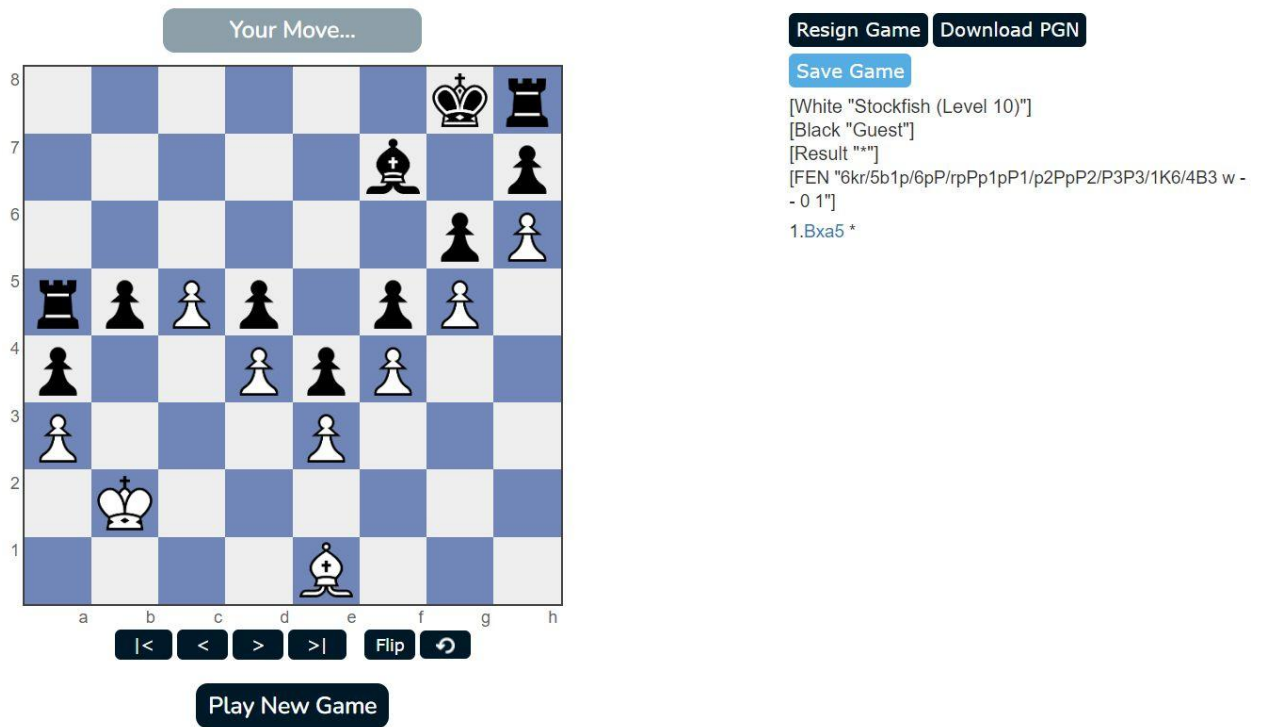 Your Move...
8
7
6
5
4
3
2
1
a b c d e f g h
|< < > >| Flip
Play New Game
Resign Game Download PGN
Save Game
[White "Stockfish (Level 10)"]
[Black "Guest"]
[Result "*"]
[FEN "6kr/5b1p/6pP/rpPp1pP1/p2PpP2/P3P3/1K6/4B3 w -
- 0 1"]
1.Bxa5 *